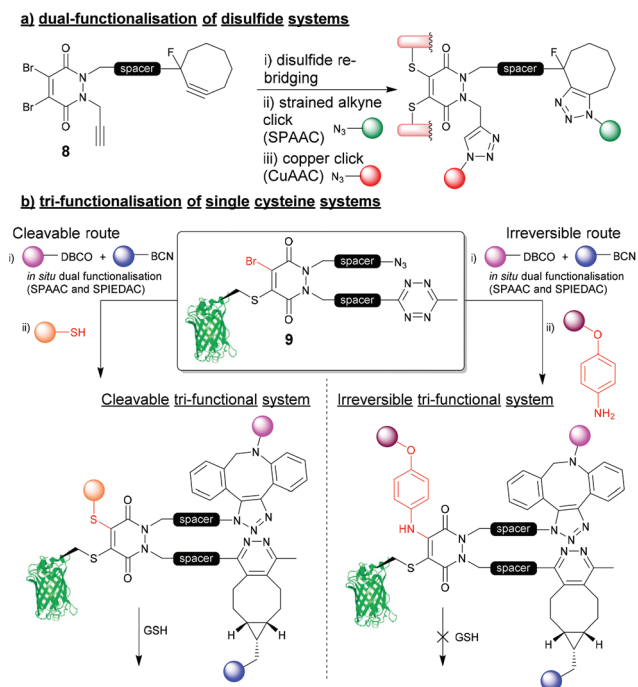 a) dual-functionalisation of disulfide systems
Br
Br
O
O
N
N
spacer
F
8
i) disulfide re-
bridging
ii) strained alkyne
click
(SPAAC)
N3
iii) copper click
(CuAAC)
N3
S
S
O
O
N
N
spacer
F
N
N
N
N
N
N
b) tri-functionalisation of single cysteine systems
Cleavable route
i) DBCO + BCN
in situ dual functionalisation
(SPAAC and SPIEDAC)
ii) SH
Br
S
O
O
N
N
spacer
N3
spacer
N
N
N
N
9
Irreversible route
i) DBCO + BCN
in situ dual functionalisation
(SPAAC and SPIEDAC)
ii)
O
NH2
Cleavable tri-functional system
S
S
O
O
N
N
spacer
spacer
N
N
N
N
N
N
H
H
GSH
Irreversible tri-functional system
O
HN
S
O
O
N
N
spacer
spacer
N
N
N
N
N
N
H
H
GSH